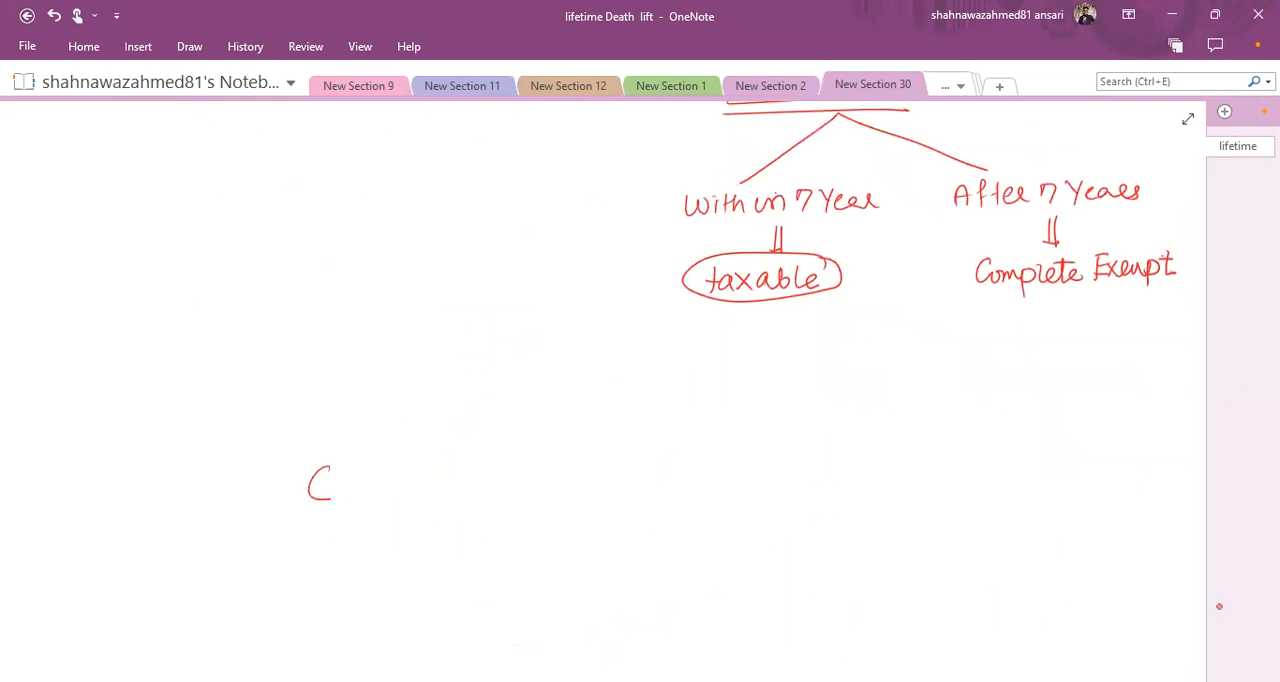 lifetime Death lift - OneNote
shahnawazahmed81 ansari
File Home Insert Draw History Review View Help
shahnawazahmed81's Noteb... New Section 9 New Section 11 New Section 12 New Section 1 New Section 2 New Section 30 ... Search (Ctrl+E)
lifetime
Within 7 Year After 7 Years
taxable Complete Exempt
C